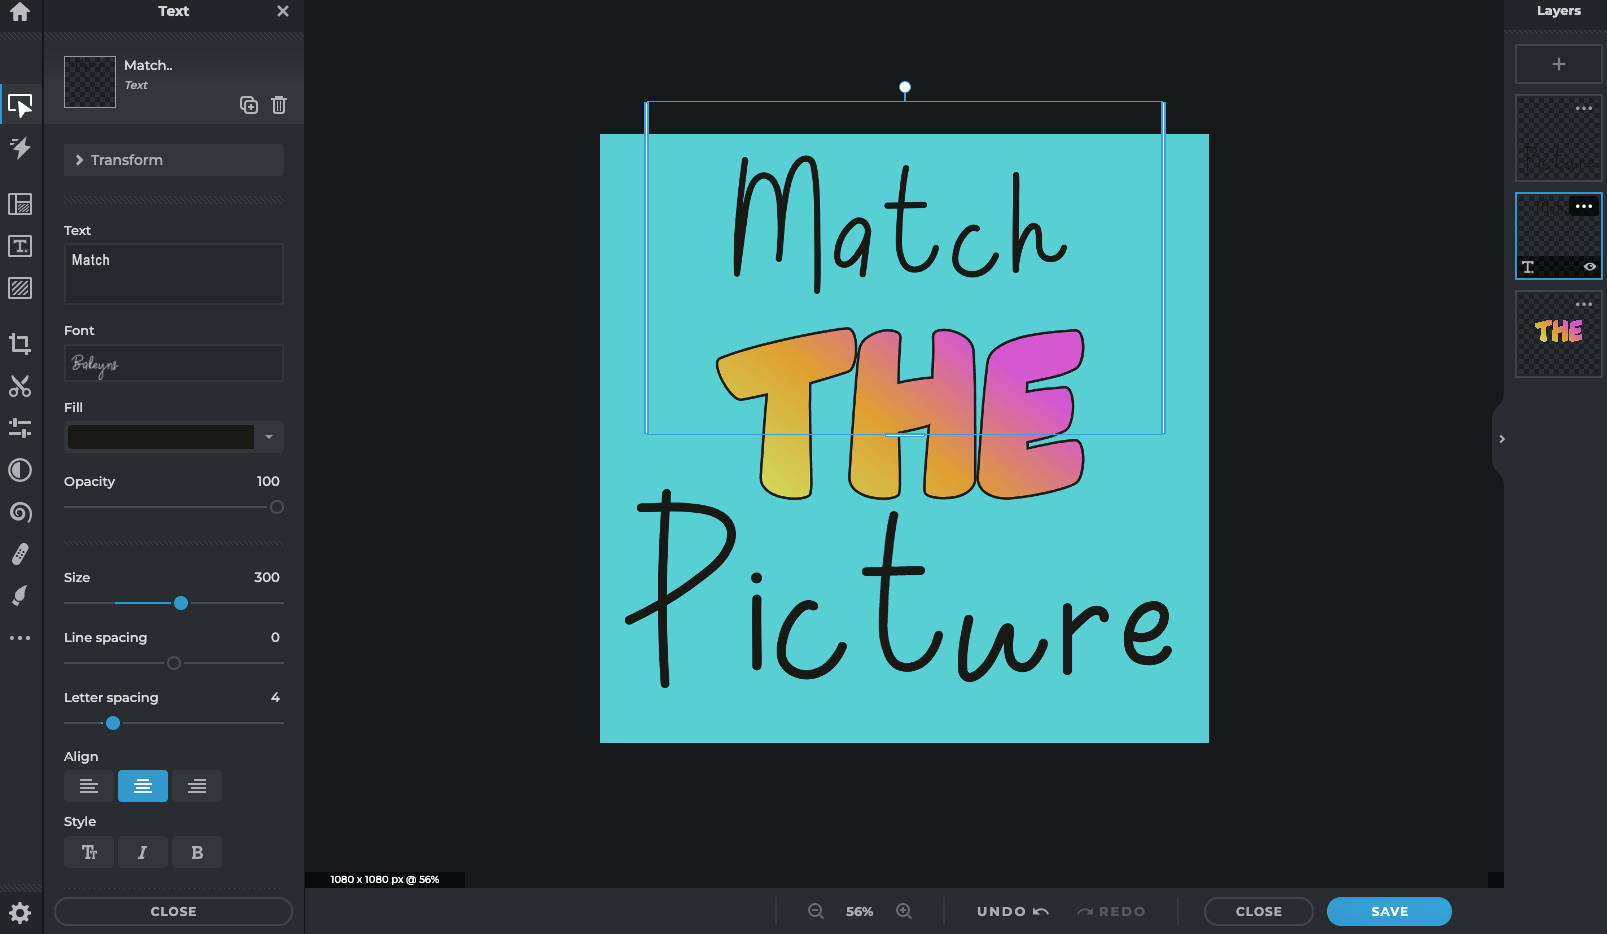 Text
Layers
Match..
Text
Transform
Text
Match
Font
Baleyns
Fill
Opacity 100
Size 300
Line spacing 0
Letter spacing 4
Align
Style
CLOSE
Match
THE
Picture
1080 x 1080 px @ 56%
56%
UNDO
REDO
CLOSE
SAVE
Picture
THE